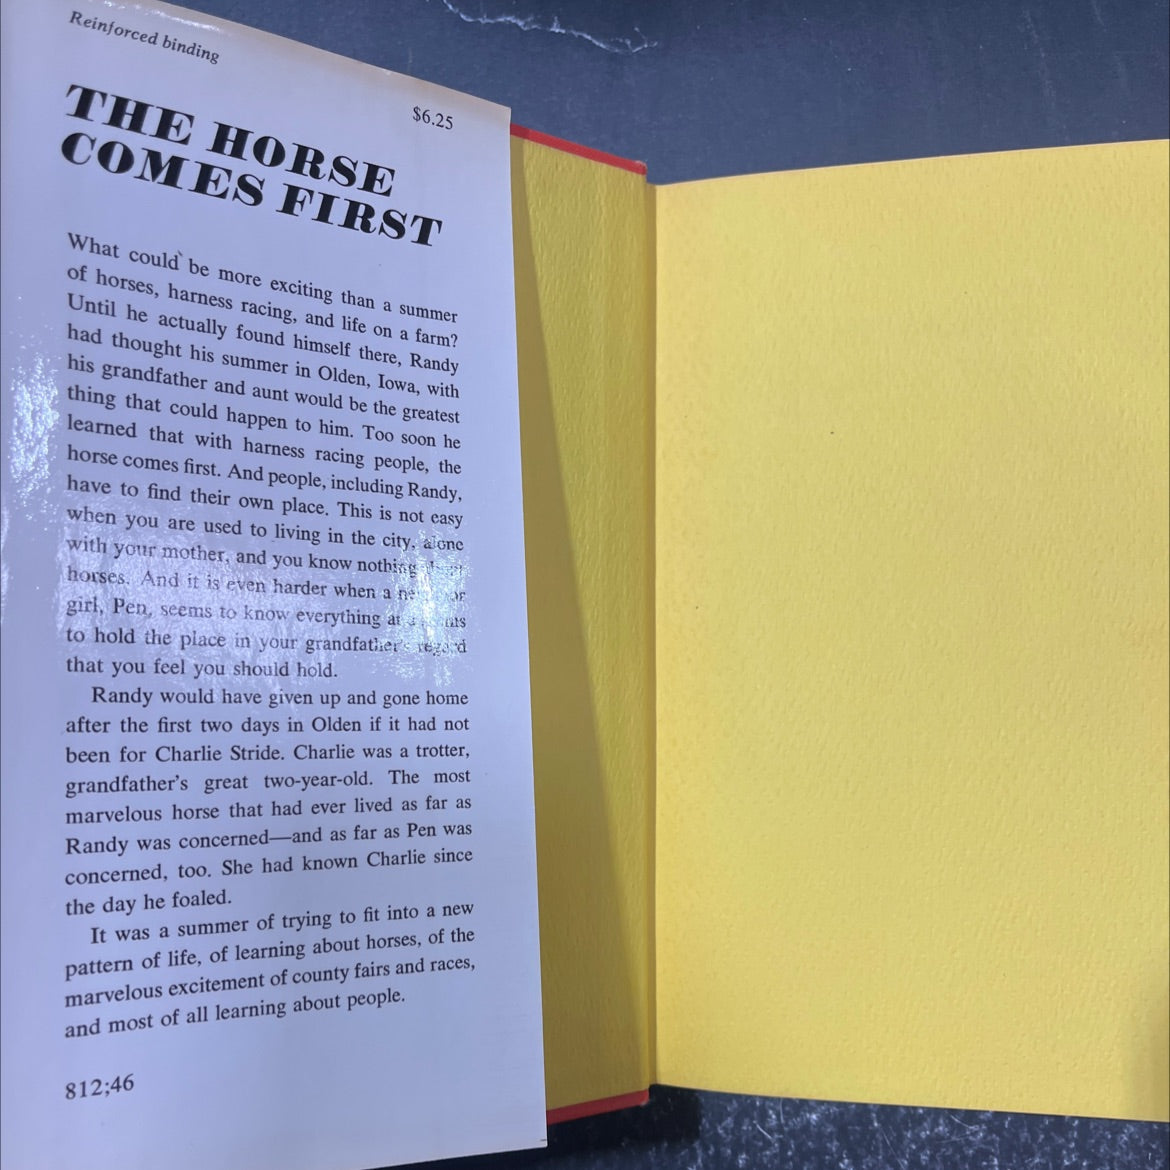 Reinforced binding
$6.25
THE HORSE
COMES FIRST
What could be more exciting than a summer
of horses, harness racing, and life on a farm?
Until he actually found himself there, Randy
had thought his summer in Olden, Iowa, with
his grandfather and aunt would be the greatest
thing that could happen to him. Too soon he
learned that with harness racing people, the
horse comes first. And people, including Randy,
have to find their own place. This is not easy
when you are used to living in the city, alone
with your mother, and you know nothing
horses. And it is even harder when a
girl, Pen, seems to know everything
to hold the place in your grandfather's regard
that you feel you should hold.
Randy would have given up and gone home
after the first two days in Olden if it had not
been for Charlie Stride. Charlie was a trotter,
grandfather's great two-year-old. The most
marvelous horse that had ever lived as far as
Randy was concerned—and as far as Pen was
concerned, too. She had known Charlie since
the day he foaled.
It was a summer of trying to fit into a new
pattern of life, of learning about horses, of the
marvelous excitement of county fairs and races,
and most of all learning about people.
812;46